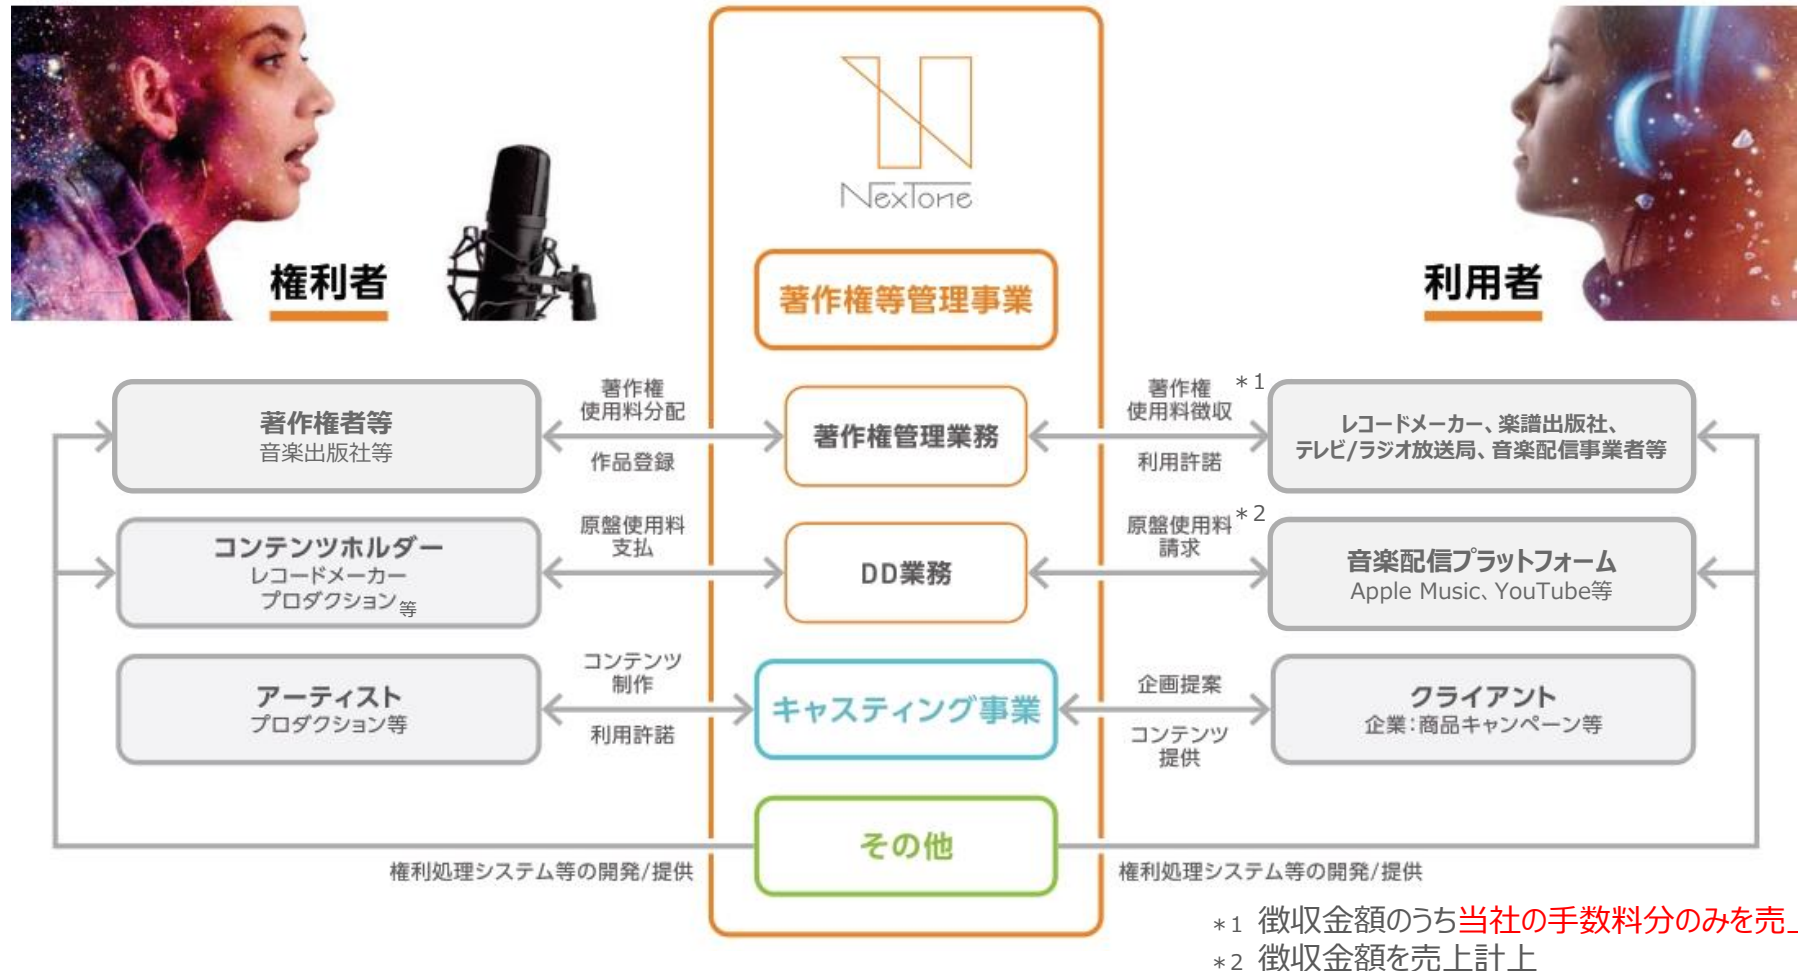 NexTone
権利者
著作権等管理事業
利用者
著作権者等
音楽出版社等
著作権
使用料分配
作品登録
著作権管理業務
著作権 *1
使用料徴収
利用許諾
レコードメーカー、楽譜出版社、
テレビ/ラジオ放送局、音楽配信事業者等
コンテンツホルダー
レコードメーカー
プロダクション等
原盤使用料
支払
DD業務
原盤使用料*2
請求
音楽配信プラットフォーム
Apple Music、YouTube等
アーティスト
プロダクション等
コンテンツ
制作
利用許諾
キャスティング事業
企画提案
コンテンツ
提供
クライアント
企業：商品キャンペーン等
その他
権利処理システム等の開発/提供
権利処理システム等の開発/提供
*1 徴収金額のうち当社の手数料分のみを売
*2 徴収金額を売上計上